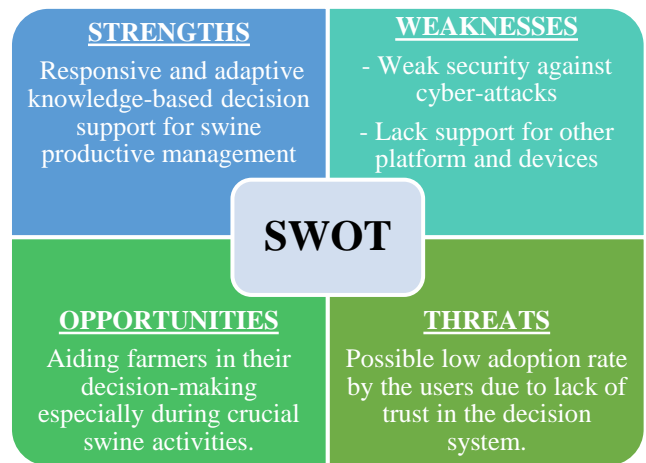 STRENGTHS
Responsive and adaptive
knowledge-based decision
support for swine
productive management
WEAKNESSES
- Weak security against
cyber-attacks
- Lack support for other
platform and devices
SWOT
OPPORTUNITIES
Aiding farmers in their
decision-making
especially during crucial
swine activities.
THREATS
Possible low adoption rate
by the users due to lack of
trust in the decision
system.